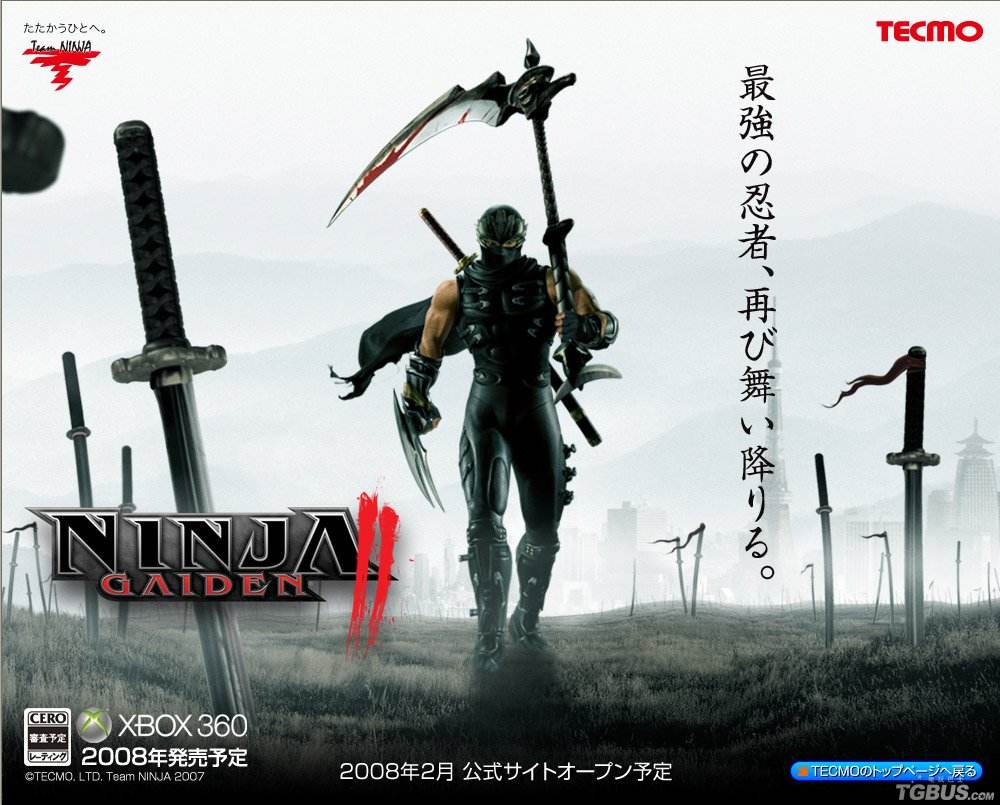 たたかうひとへ。
Team NINJA
TECMO
最強の忍者、再び舞い降りる。
NINJA II
GAIDEN
CERO
審査予定
レーティング
XBOX 360
2008年発売予定
©TECMO, LTD. Team NINJA 2007
2008年2月 公式サイトオープン予定
TECMOのトップページへ戻る
TGBUS.COM